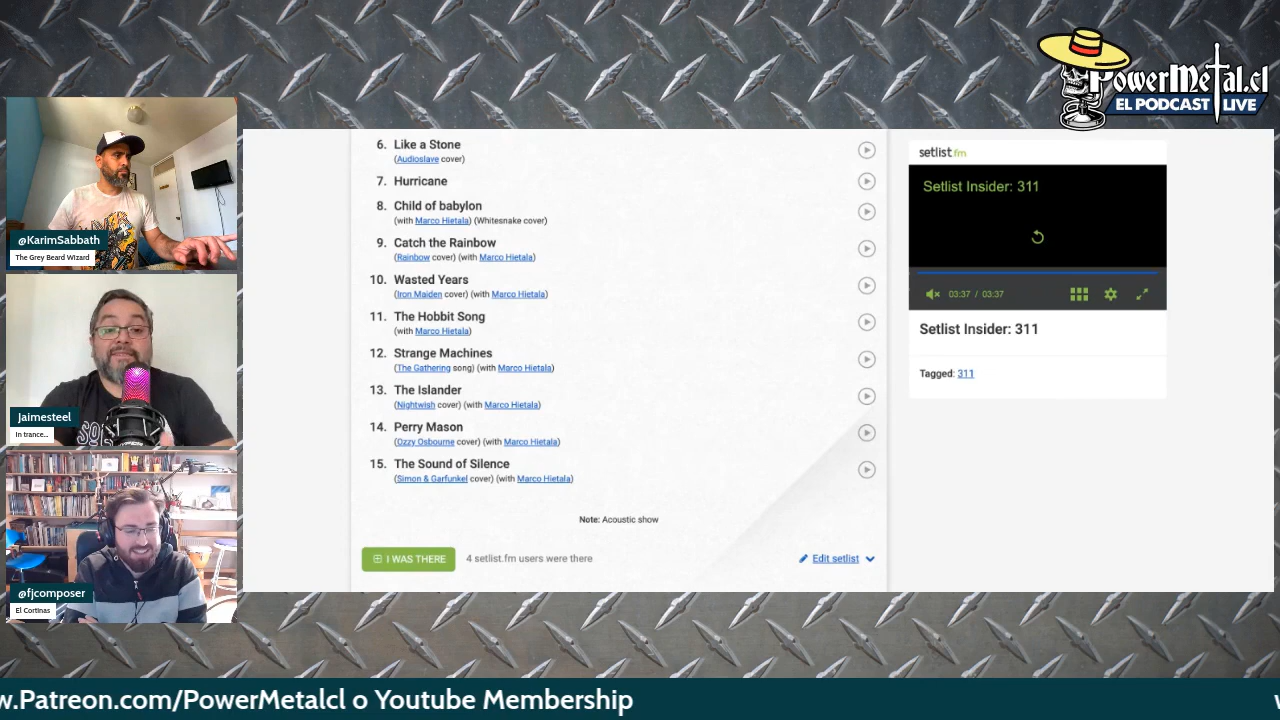 PowerMetal.cl
EL PODCAST LIVE
@KarimSabbath
The Grey Beard Wizard
Jaimesteel
In trance...
@fjcomposer
El Cortinas
6. Like a Stone
(Audioslave cover)
7. Hurricane
8. Child of babylon
(with Marco Hietala) (Whitesnake cover)
9. Catch the Rainbow
(Rainbow cover) (with Marco Hietala)
10. Wasted Years
(Iron Maiden cover) (with Marco Hietala)
11. The Hobbit Song
(with Marco Hietala)
12. Strange Machines
(The Gathering song) (with Marco Hietala)
13. The Islander
(Nightwish cover) (with Marco Hietala)
14. Perry Mason
(Ozzy Osbourne cover) (with Marco Hietala)
15. The Sound of Silence
(Simon & Garfunkel cover) (with Marco Hietala)
Note: Acoustic show
I WAS THERE
4 setlist.fm users were there
Edit setlist
setlist.fm
Setlist Insider: 311
03:37 / 03:37
Setlist Insider: 311
Tagged: 311
w.Patreon.com/PowerMetalcl o Youtube Membership